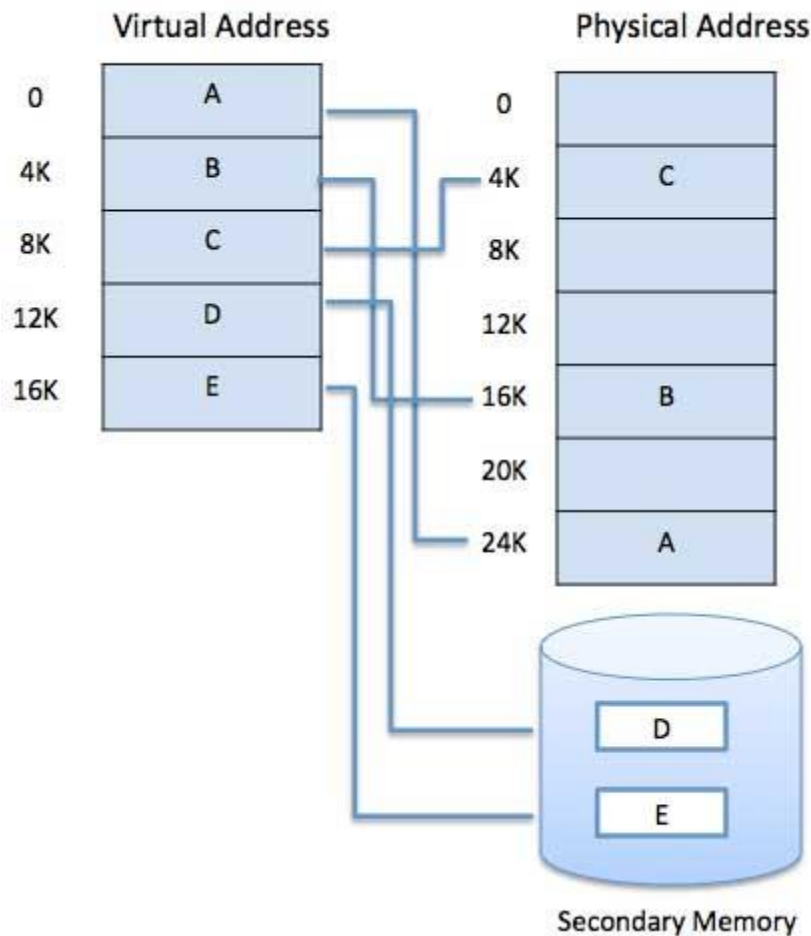 Virtual Address
0
A
4K
B
8K
C
12K
D
16K
E
Physical Address
0
4K
C
8K
12K
16K
B
20K
24K
A
D
E
Secondary Memory